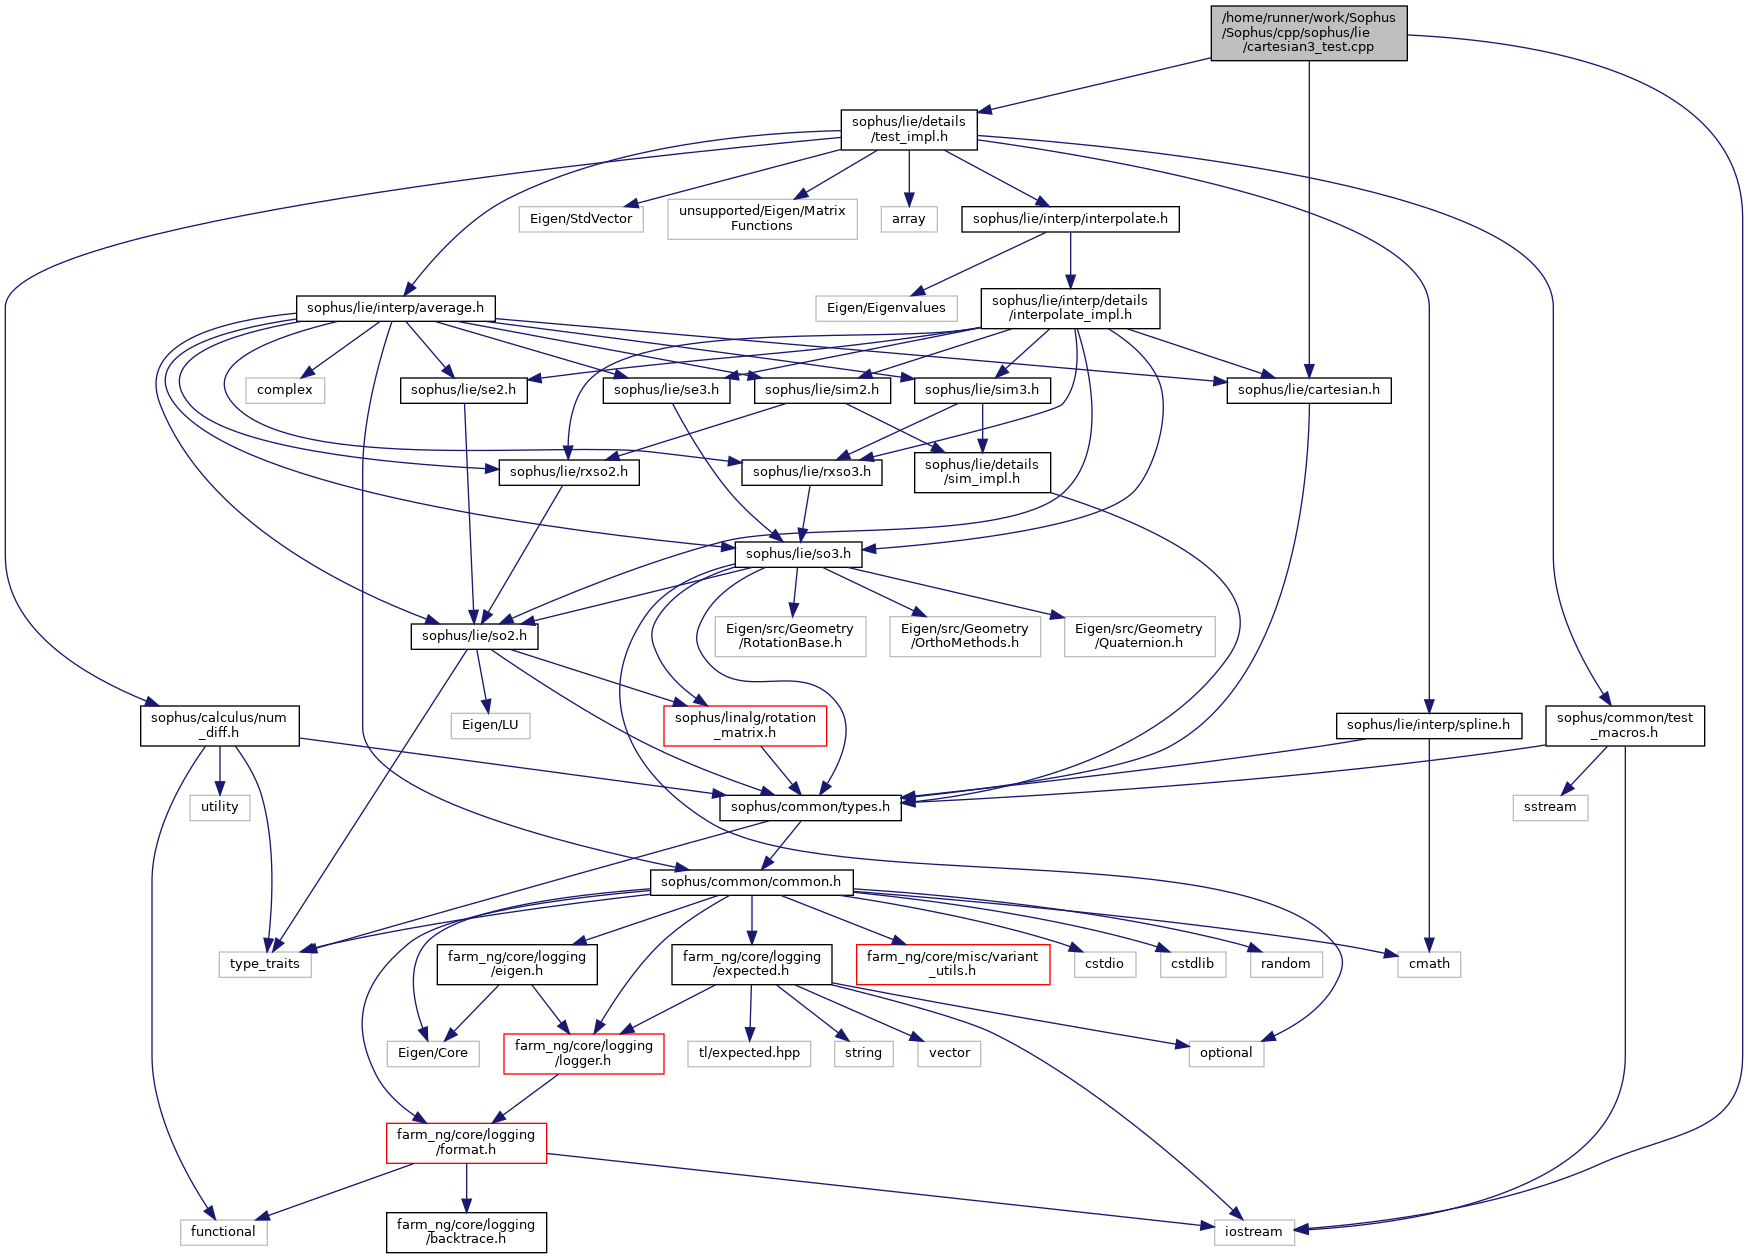 /home/runner/work/Sophus
/Sophus/cpp/sophus/lie
/cartesian3_test.cpp
sophus/lie/details
/test_impl.h
Eigen/StdVector
unsupported/Eigen/Matrix
Functions
array
sophus/lie/interp/interpolate.h
Eigen/Eigenvalues
sophus/lie/interp/details
/interpolate_impl.h
sophus/lie/interp/average.h
complex
sophus/lie/se2.h
sophus/lie/se3.h
sophus/lie/sim2.h
sophus/lie/sim3.h
sophus/lie/cartesian.h
sophus/lie/rxso2.h
sophus/lie/rxso3.h
sophus/lie/details
/sim_impl.h
sophus/lie/so3.h
sophus/lie/so2.h
Eigen/src/Geometry
/RotationBase.h
Eigen/src/Geometry
/OrthoMethods.h
Eigen/src/Geometry
/Quaternion.h
sophus/calculus/num
_diff.h
Eigen/LU
sophus/linalg/rotation
_matrix.h
sophus/lie/interp/spline.h
sophus/common/test
_macros.h
utility
sophus/common/types.h
sstream
sophus/common/common.h
type_traits
farm_ng/core/logging
/eigen.h
farm_ng/core/logging
/expected.h
farm_ng/core/misc/variant
_utils.h
cstdio
cstdlib
random
cmath
Eigen/Core
farm_ng/core/logging
/logger.h
tl/expected.hpp
string
vector
optional
farm_ng/core/logging
/format.h
functional
farm_ng/core/logging
/backtrace.h
iostream